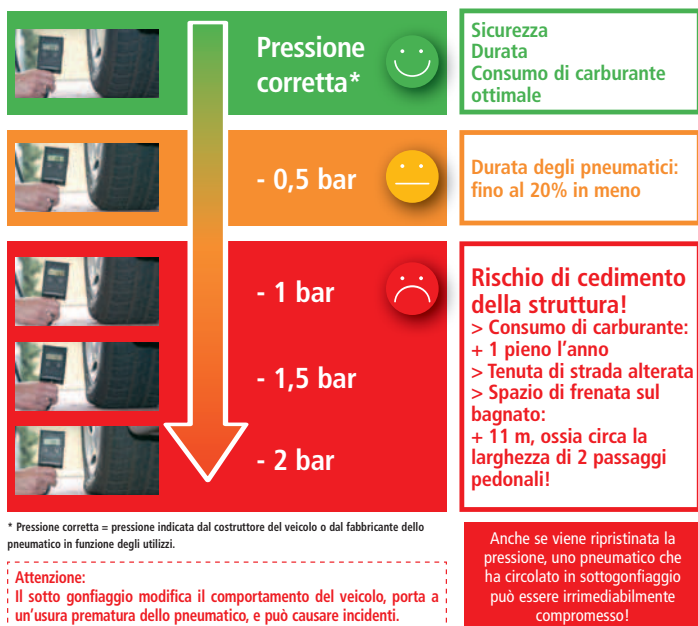 Pressione
corretta*
Sicurezza
Durata
Consumo di carburante
ottimale
- 0,5 bar
Durata degli pneumatici:
fino al 20% in meno
- 1 bar
- 1,5 bar
- 2 bar
Rischio di cedimento
della struttura!
> Consumo di carburante:
+ 1 pieno l’anno
> Tenuta di strada alterata
> Spazio di frenata sul
bagnato:
+ 11 m, ossia circa la
larghezza di 2 passaggi
pedonali!
* Pressione corretta = pressione indicata dal costruttore del veicolo o dal fabbricante dello
pneumatico in funzione degli utilizzi.
Attenzione:
Il sotto gonfiaggio modifica il comportamento del veicolo, porta a
un’usura prematura dello pneumatico, e può causare incidenti.
Anche se viene ripristinata la
pressione, uno pneumatico che
ha circolato in sottogonfiaggio
può essere irrimediabilmente
compromesso!